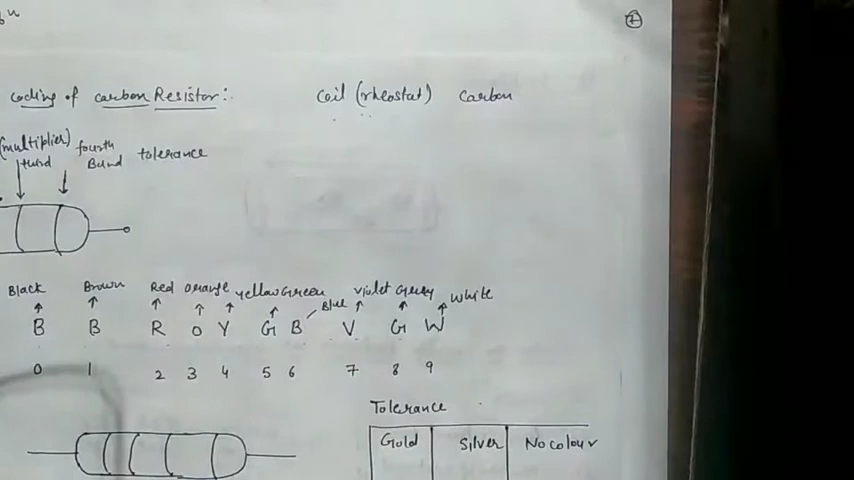 coding of carbon Resistor:
coil (rheostat) carbon
(multiplier) fourth
third Band tolerance
Black Brown Red orange yellow Green Blue violet Grey White
B B R O Y G B V G W
0 1 2 3 4 5 6 7 8 9
Tolerance
Gold Silver No colour